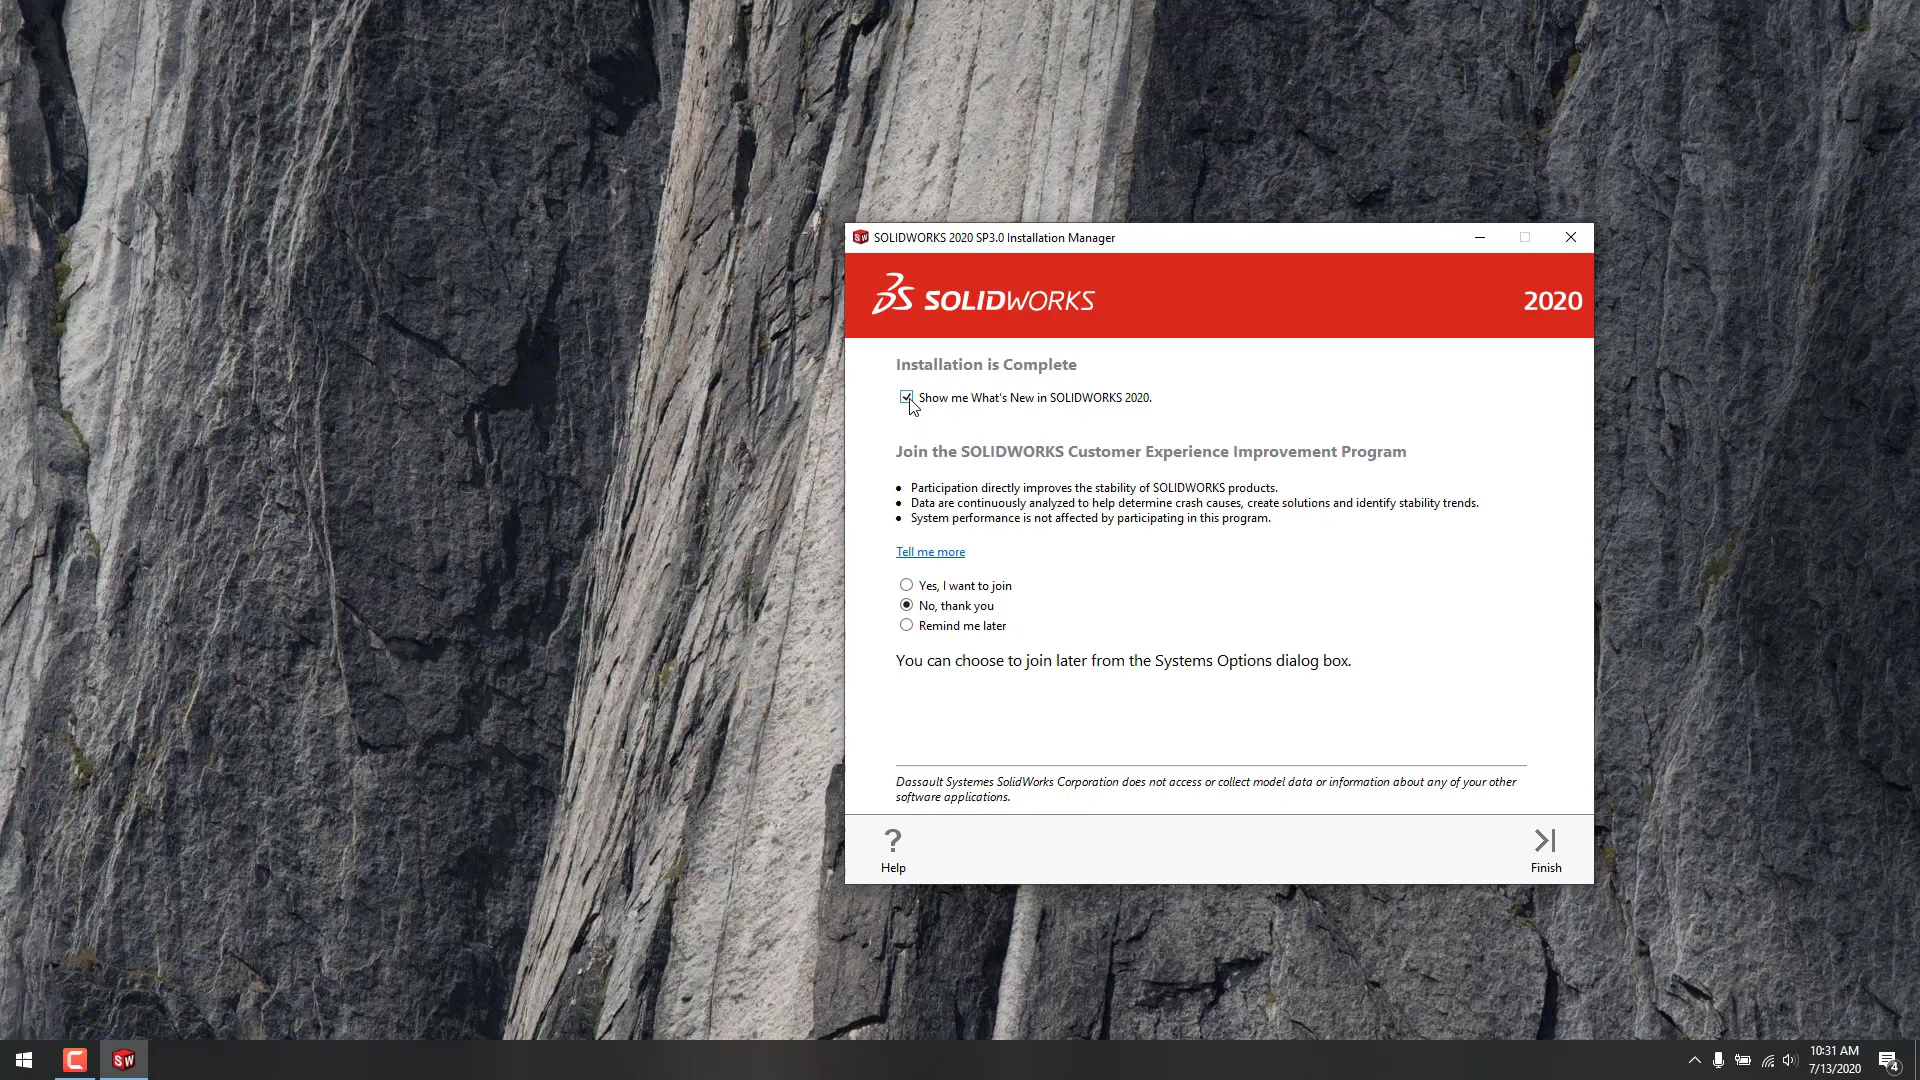 SOLIDWORKS 2020 SP3.0 Installation Manager
SOLIDWORKS
2020
Installation is Complete
Show me What's New in SOLIDWORKS 2020.
Join the SOLIDWORKS Customer Experience Improvement Program
Participation directly improves the stability of SOLIDWORKS products.
Data are continuously analyzed to help determine crash causes, create solutions and identify stability trends.
System performance is not affected by participating in this program.
Tell me more
Yes, I want to join
No, thank you
Remind me later
You can choose to join later from the Systems Options dialog box.
Dassault Systemes SolidWorks Corporation does not access or collect model data or information about any of your other
software applications.
?
Help
Finish
C
SW
10:31 AM
7/13/2020
4